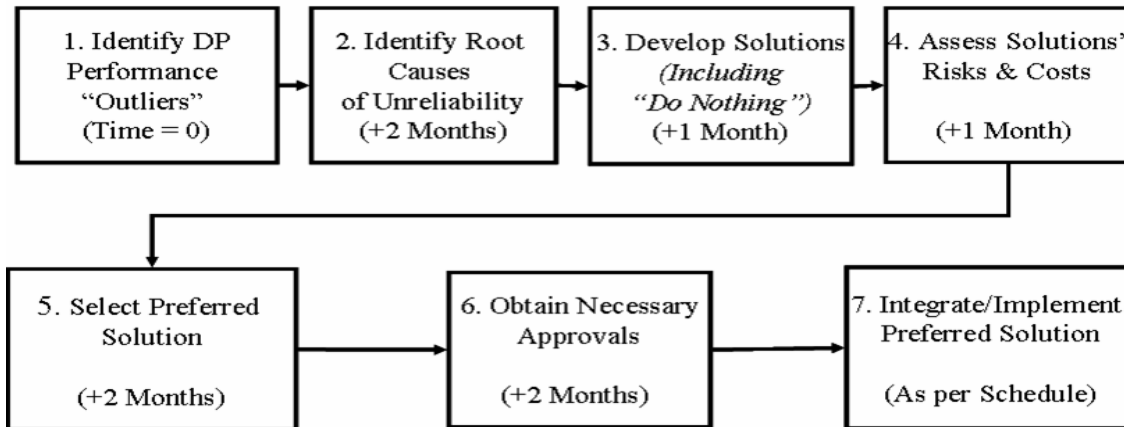 1. Identify DP
Performance
“Outliers”
(Time = 0)
2. Identify Root
Causes
of Unreliability
(+2 Months)
3. Develop Solutions
(Including
“Do Nothing”)
(+1 Month)
4. Assess Solutions’
Risks & Costs
(+1 Month)
5. Select Preferred
Solution
(+2 Months)
6. Obtain Necessary
Approvals
(+2 Months)
7. Integrate/Implement
Preferred Solution
(As per Schedule)